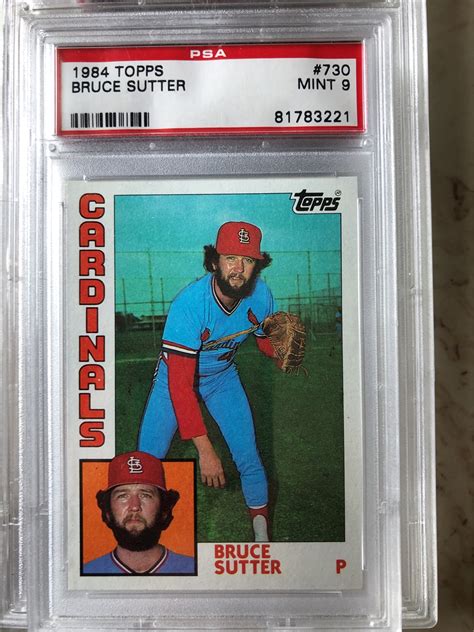 PSA
1984 TOPPS #730
BRUCE SUTTER MINT 9
81783221
Topps
CARDINALS
BRUCE
SUTTER P